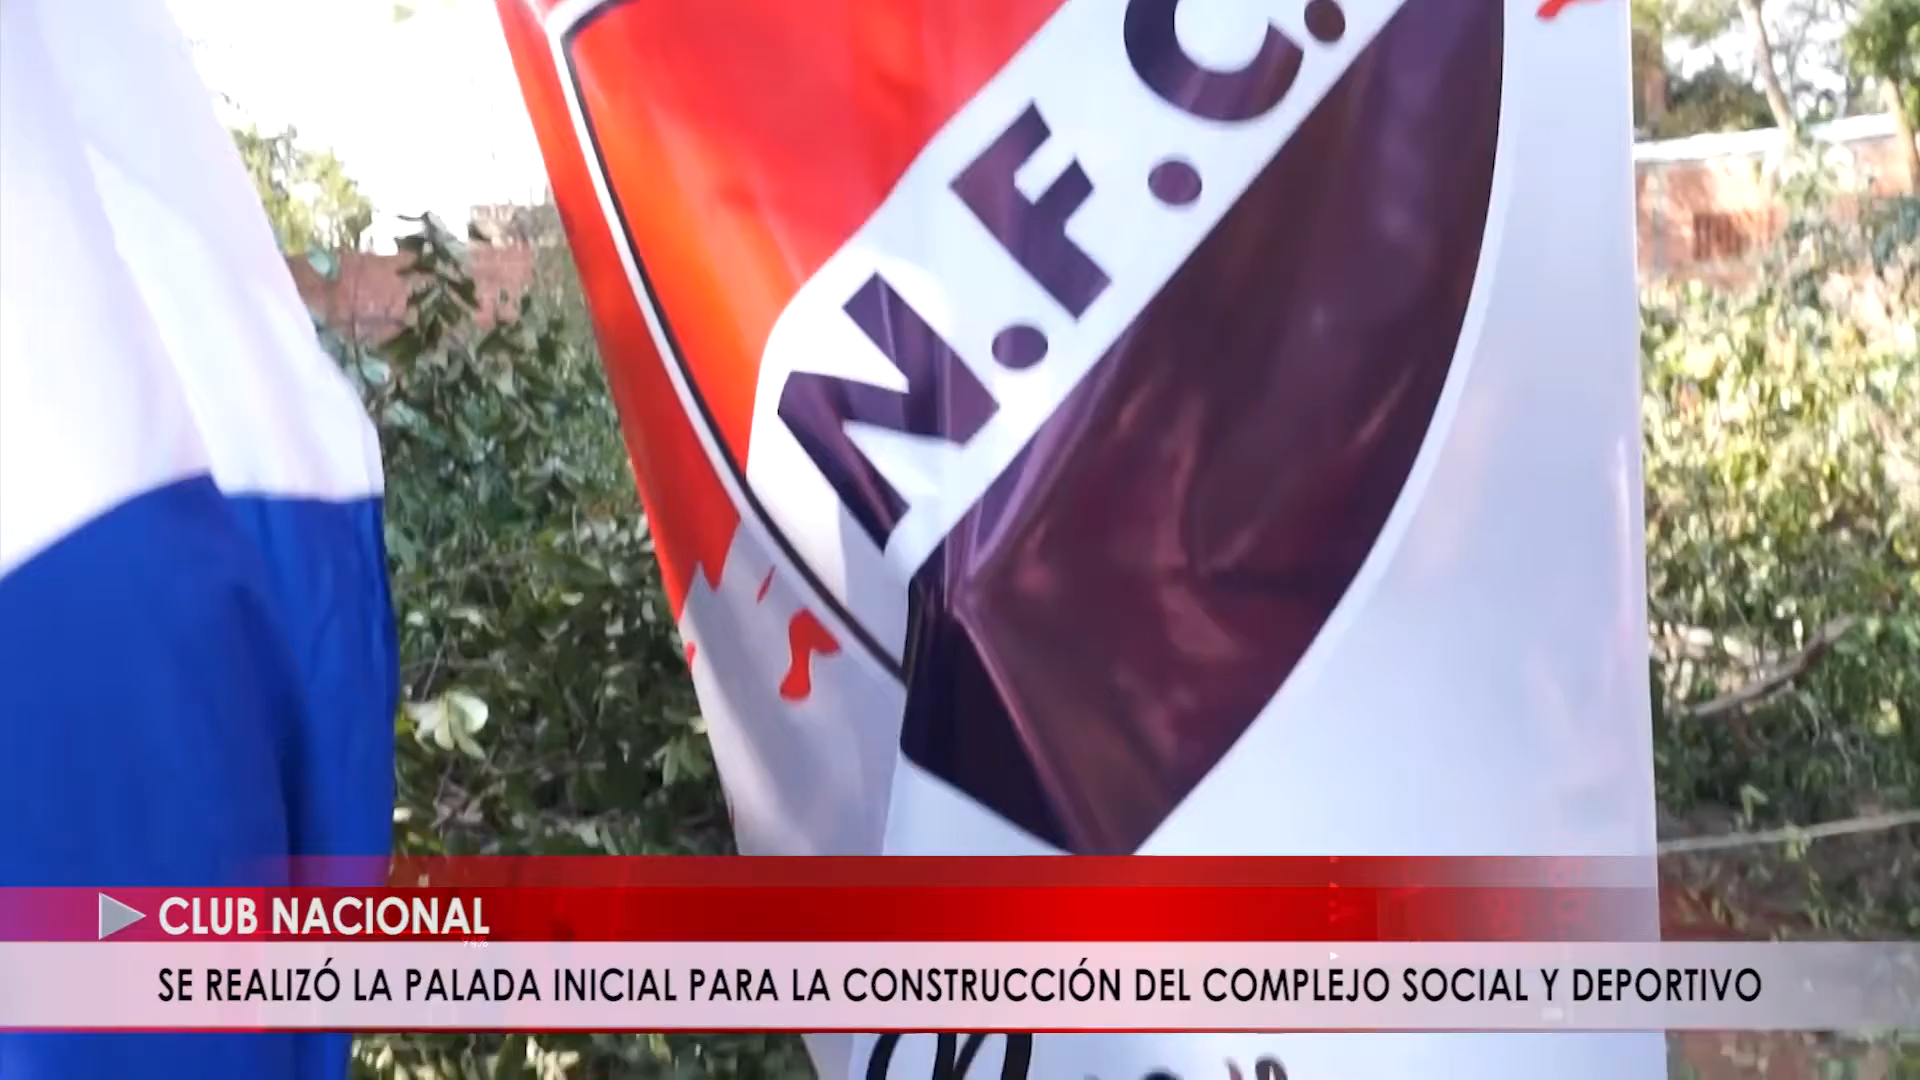 N.F.C.
CLUB NACIONAL
SE REALIZÓ LA PALADA INICIAL PARA LA CONSTRUCCIÓN DEL COMPLEJO SOCIAL Y DEPORTIVO